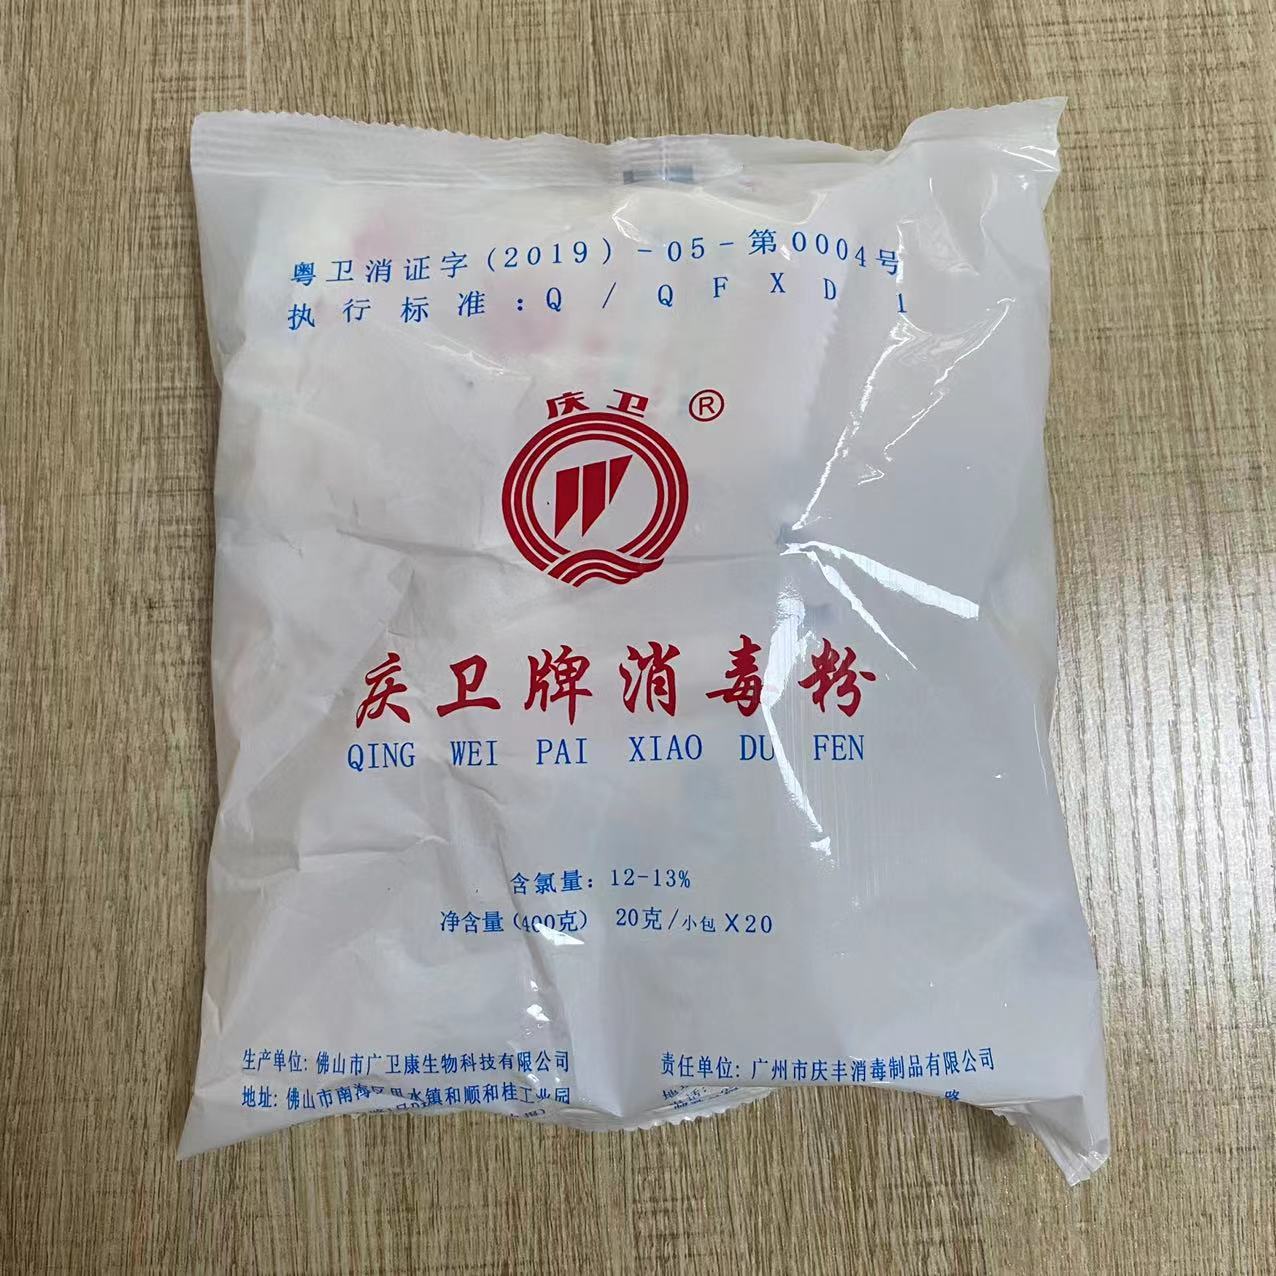 粤卫消证字(2019)-05-第0004号
执行标准:Q/QFXD 1
庆卫 ®
庆卫牌消毒粉
QING WEI PAI XIAO DU FEN
含氯量:12-13%
净含量(400克) 20克/小包X20
生产单位:佛山市广卫康生物科技有限公司
地址:佛山市南海区里水镇和顺和桂工业园
责任单位:广州市庆丰消毒制品有限公司
路